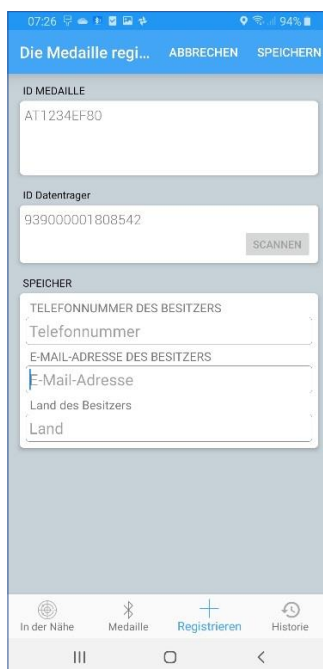 07:26 94%
Die Medaille regi... ABBRECHEN SPEICHERN
ID MEDAILLE
AT1234EF80
ID Datentrager
939000001808542
SCANNEN
SPEICHER
TELEFONNUMMER DES BESITZERS
Telefonnummer
E-MAIL-ADRESSE DES BESITZERS
E-Mail-Adresse
Land des Besitzers
Land
In der Nähe Medaille Registrieren Historie